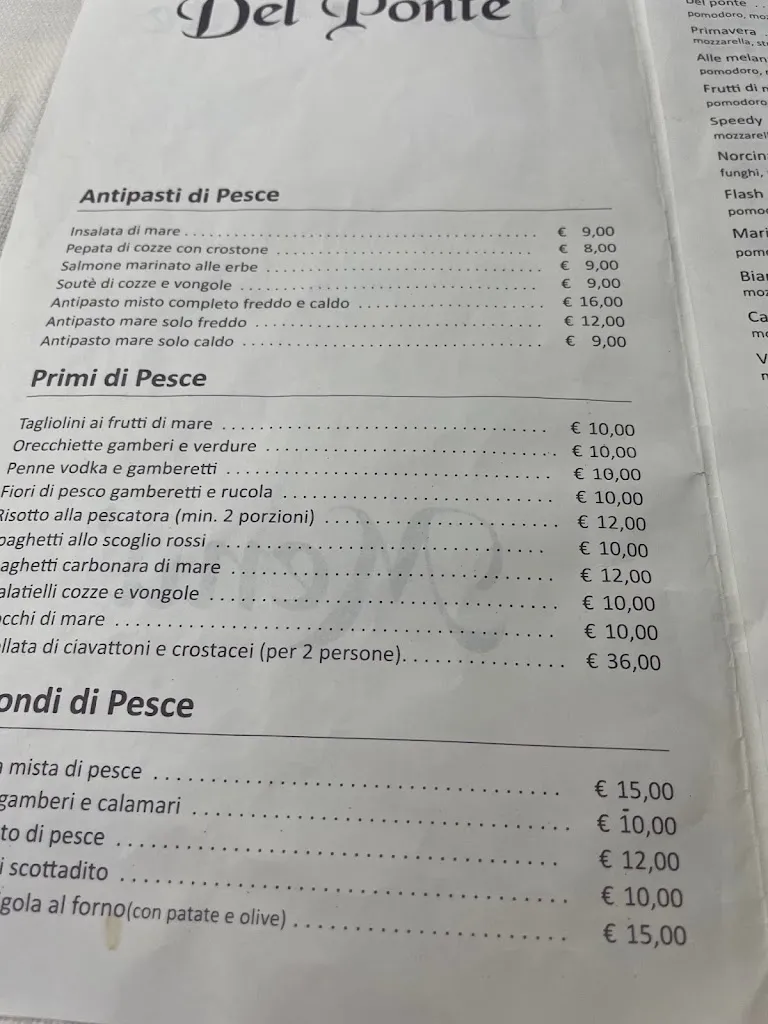 Del Ponte
Antipasti di Pesce
Insalata di mare € 9,00
Pepata di cozze con crostone € 8,00
Salmone marinato alle erbe € 9,00
Soutè di cozze e vongole € 9,00
Antipasto misto completo freddo e caldo € 16,00
Antipasto mare solo freddo € 12,00
Antipasto mare solo caldo € 9,00
Primi di Pesce
Tagliolini ai frutti di mare € 10,00
Orecchiette gamberi e verdure € 10,00
Penne vodka e gamberetti € 10,00
Fiori di pesco gamberetti e rucola € 10,00
Risotto alla pescatora (min. 2 porzioni) € 12,00
paghetti allo scoglio rossi € 10,00
aghetti carbonara di mare € 12,00
alatielli cozze e vongole € 10,00
cchi di mare € 10,00
llata di ciavattoni e crostacei (per 2 persone) € 36,00
ondi di Pesce
a mista di pesce € 15,00
gamberi e calamari € 10,00
to di pesce € 12,00
i scottadito € 10,00
gola al forno(con patate e olive) € 15,00
Del ponte
pomodoro, moz
Primavera
mozzarella, st
Alle melan
pomodoro,
Frutti di m
pomodoro
Speedy
mozzarel
Norcin
funghi,
Flash
pomo
Mari
pom
Bia
moz
Ca
mo
V